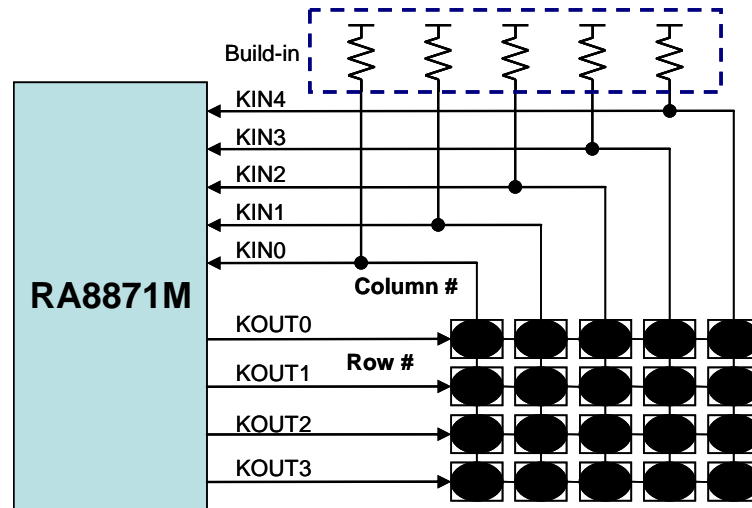 Build-in
KIN4
KIN3
KIN2
KIN1
KIN0
RA8871M
Column #
KOUT0
Row #
KOUT1
KOUT2
KOUT3